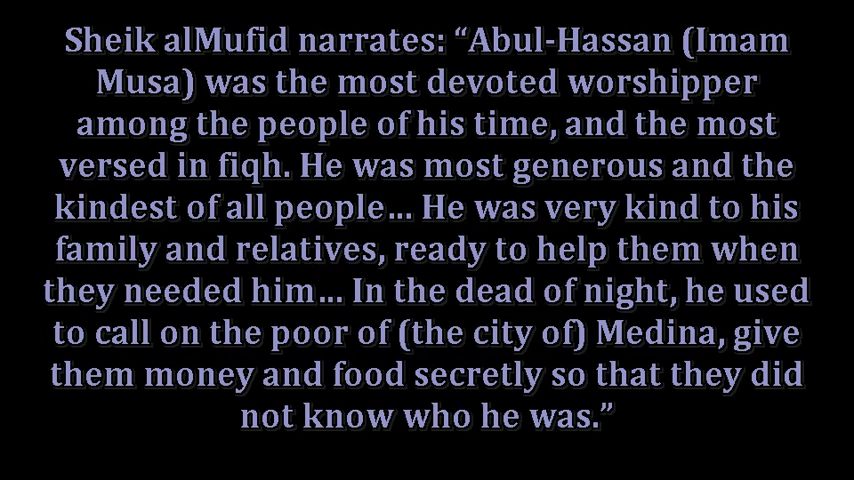 Sheik alMufid narrates: “Abul-Hassan (Imam
Musa) was the most devoted worshipper
among the people of his time, and the most
versed in fiqh. He was most generous and the
kindest of all people... He was very kind to his
family and relatives, ready to help them when
they needed him... In the dead of night, he used
to call on the poor of (the city of) Medina, give
them money and food secretly so that they did
not know who he was.”